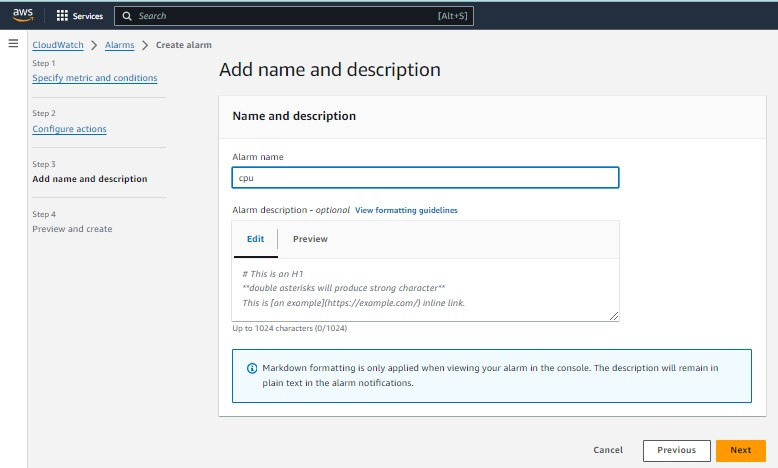 aws
Services
Search
[Alt+S]
CloudWatch > Alarms > Create alarm
Step 1
Specify metric and conditions
Step 2
Configure actions
Step 3
Add name and description
Step 4
Preview and create
Add name and description
Name and description
Alarm name
cpu
Alarm description - optional View formatting guidelines
Edit
Preview
# This is an H1
**double asterisks will produce strong character**
This is [an example](https://example.com/) inline link.
Up to 1024 characters (0/1024)
Markdown formatting is only applied when viewing your alarm in the console. The description will remain in
plain text in the alarm notifications.
Cancel
Previous
Next